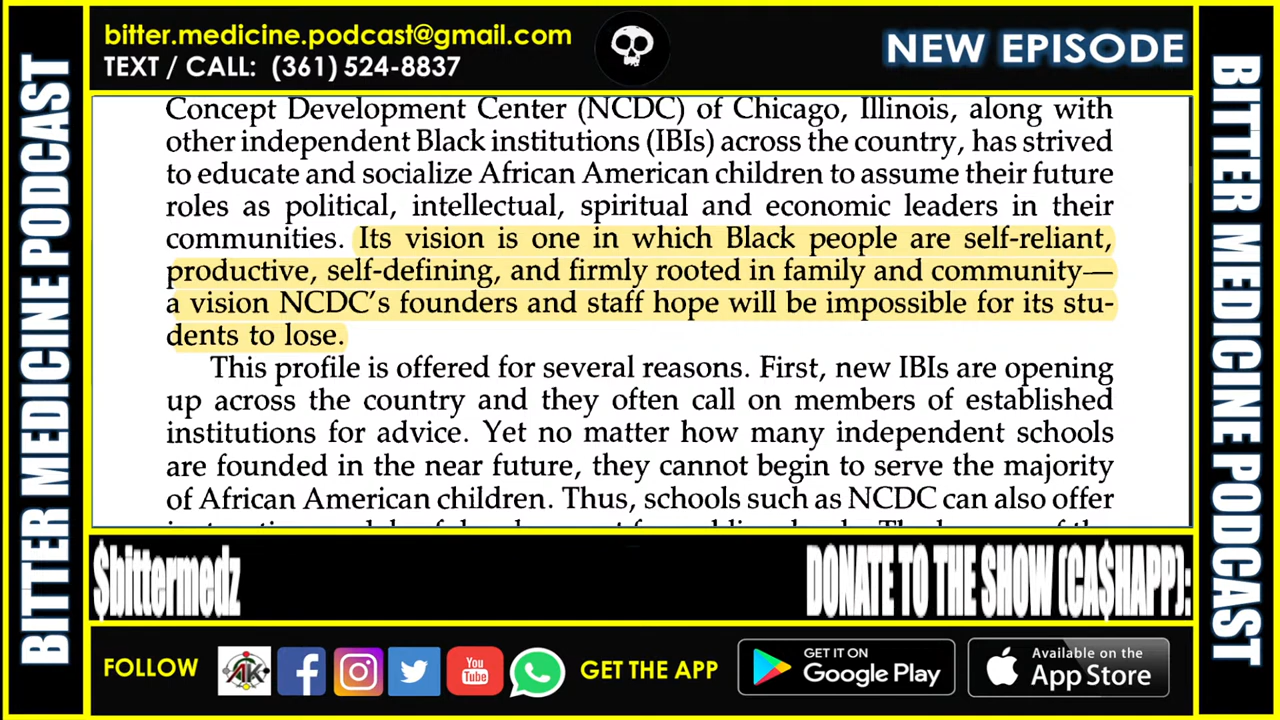 bitter.medicine.podcast@gmail.com
TEXT / CALL: (361) 524-8837
NEW EPISODE
BITTER MEDICINE PODCAST
Concept Development Center (NCDC) of Chicago, Illinois, along with
other independent Black institutions (IBIs) across the country, has strived
to educate and socialize African American children to assume their future
roles as political, intellectual, spiritual and economic leaders in their
communities. Its vision is one in which Black people are self-reliant,
productive, self-defining, and firmly rooted in family and community—
a vision NCDC's founders and staff hope will be impossible for its stu-
dents to lose.
This profile is offered for several reasons. First, new IBIs are opening
up across the country and they often call on members of established
institutions for advice. Yet no matter how many independent schools
are founded in the near future, they cannot begin to serve the majority
of African American children. Thus, schools such as NCDC can also offer
BITTER MEDICINE PODCAST
$bittermedz
DONATE TO THE SHOW (CA$HAPP):
FOLLOW
ATK
You
Tube
GET THE APP
GET IT ON
Google Play
Available on the
App Store